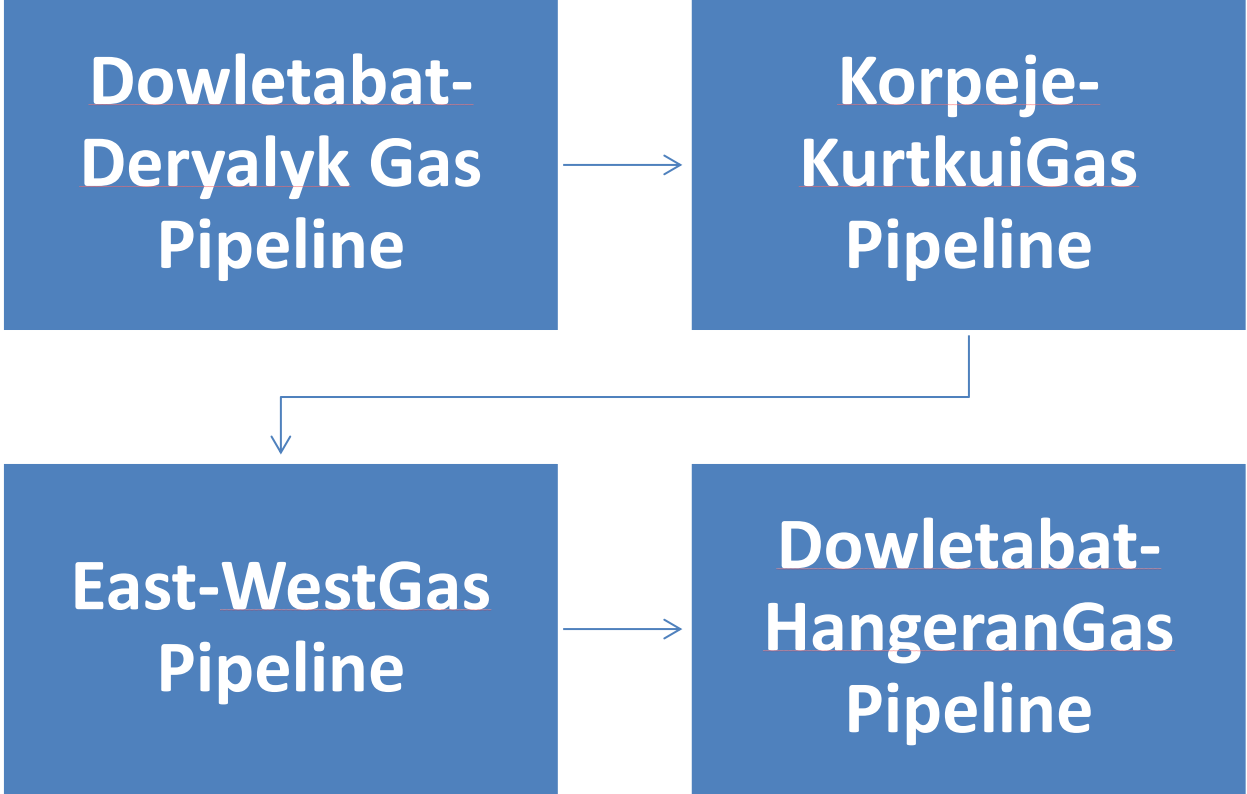 Dowletabat-
Deryalyk Gas
Pipeline
Korpeje-
KurtkuiGas
Pipeline
East-WestGas
Pipeline
Dowletabat-
HangeranGas
Pipeline